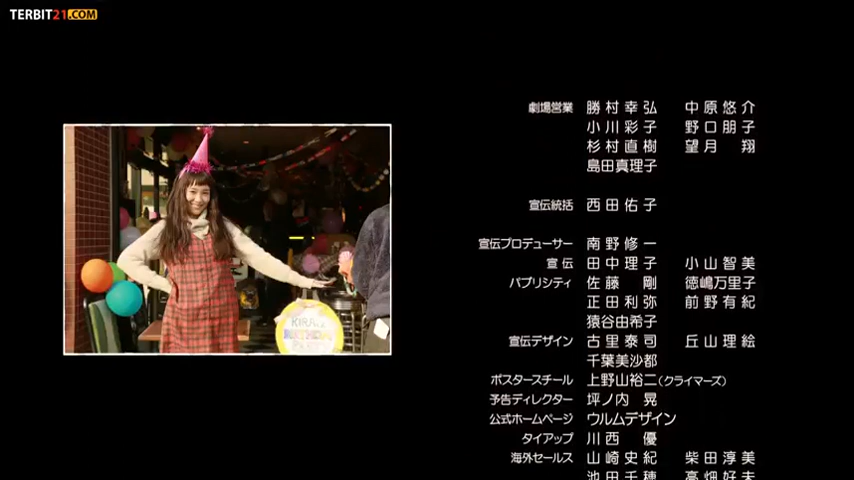 TERBIT21.COM
劇場営業 勝村幸弘 中原悠介
小川彩子 野口朋子
杉村直樹 望月 翔
島田真理子
宣伝統括 西田佑子
宣伝プロデューサー 南野修一
宣伝 田中理子 小山智美
パブリシティ 佐藤 剛 徳嶋万里子
正田利弥 前野有紀
猿谷由希子
宣伝デザイン 古里泰司 丘山理絵
千葉美沙都
ポスタースチール 上野山裕二(クライマーズ)
予告ディレクター 坪ノ内 晃
公式ホームページ ウルムデザイン
タイアップ 川西 優
海外セールス 山崎史紀 柴田淳美
池田千穂 高畑好未